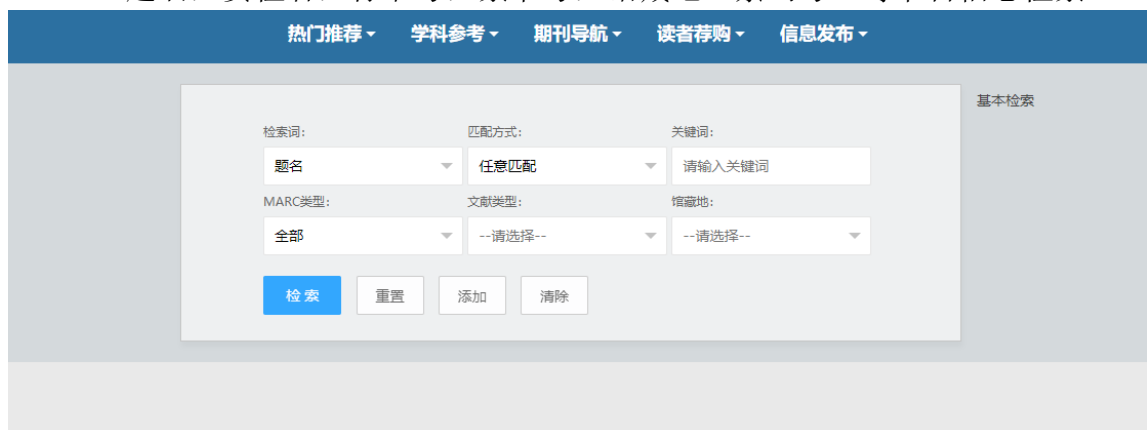 热门推荐 学科参考 期刊导航 读者荐购 信息发布
基本检索
检索词: 匹配方式: 关键词:
题名 任意匹配 请输入关键词
MARC类型: 文献类型: 馆藏地:
全部 --请选择-- --请选择--
检 索 重置 添加 清除